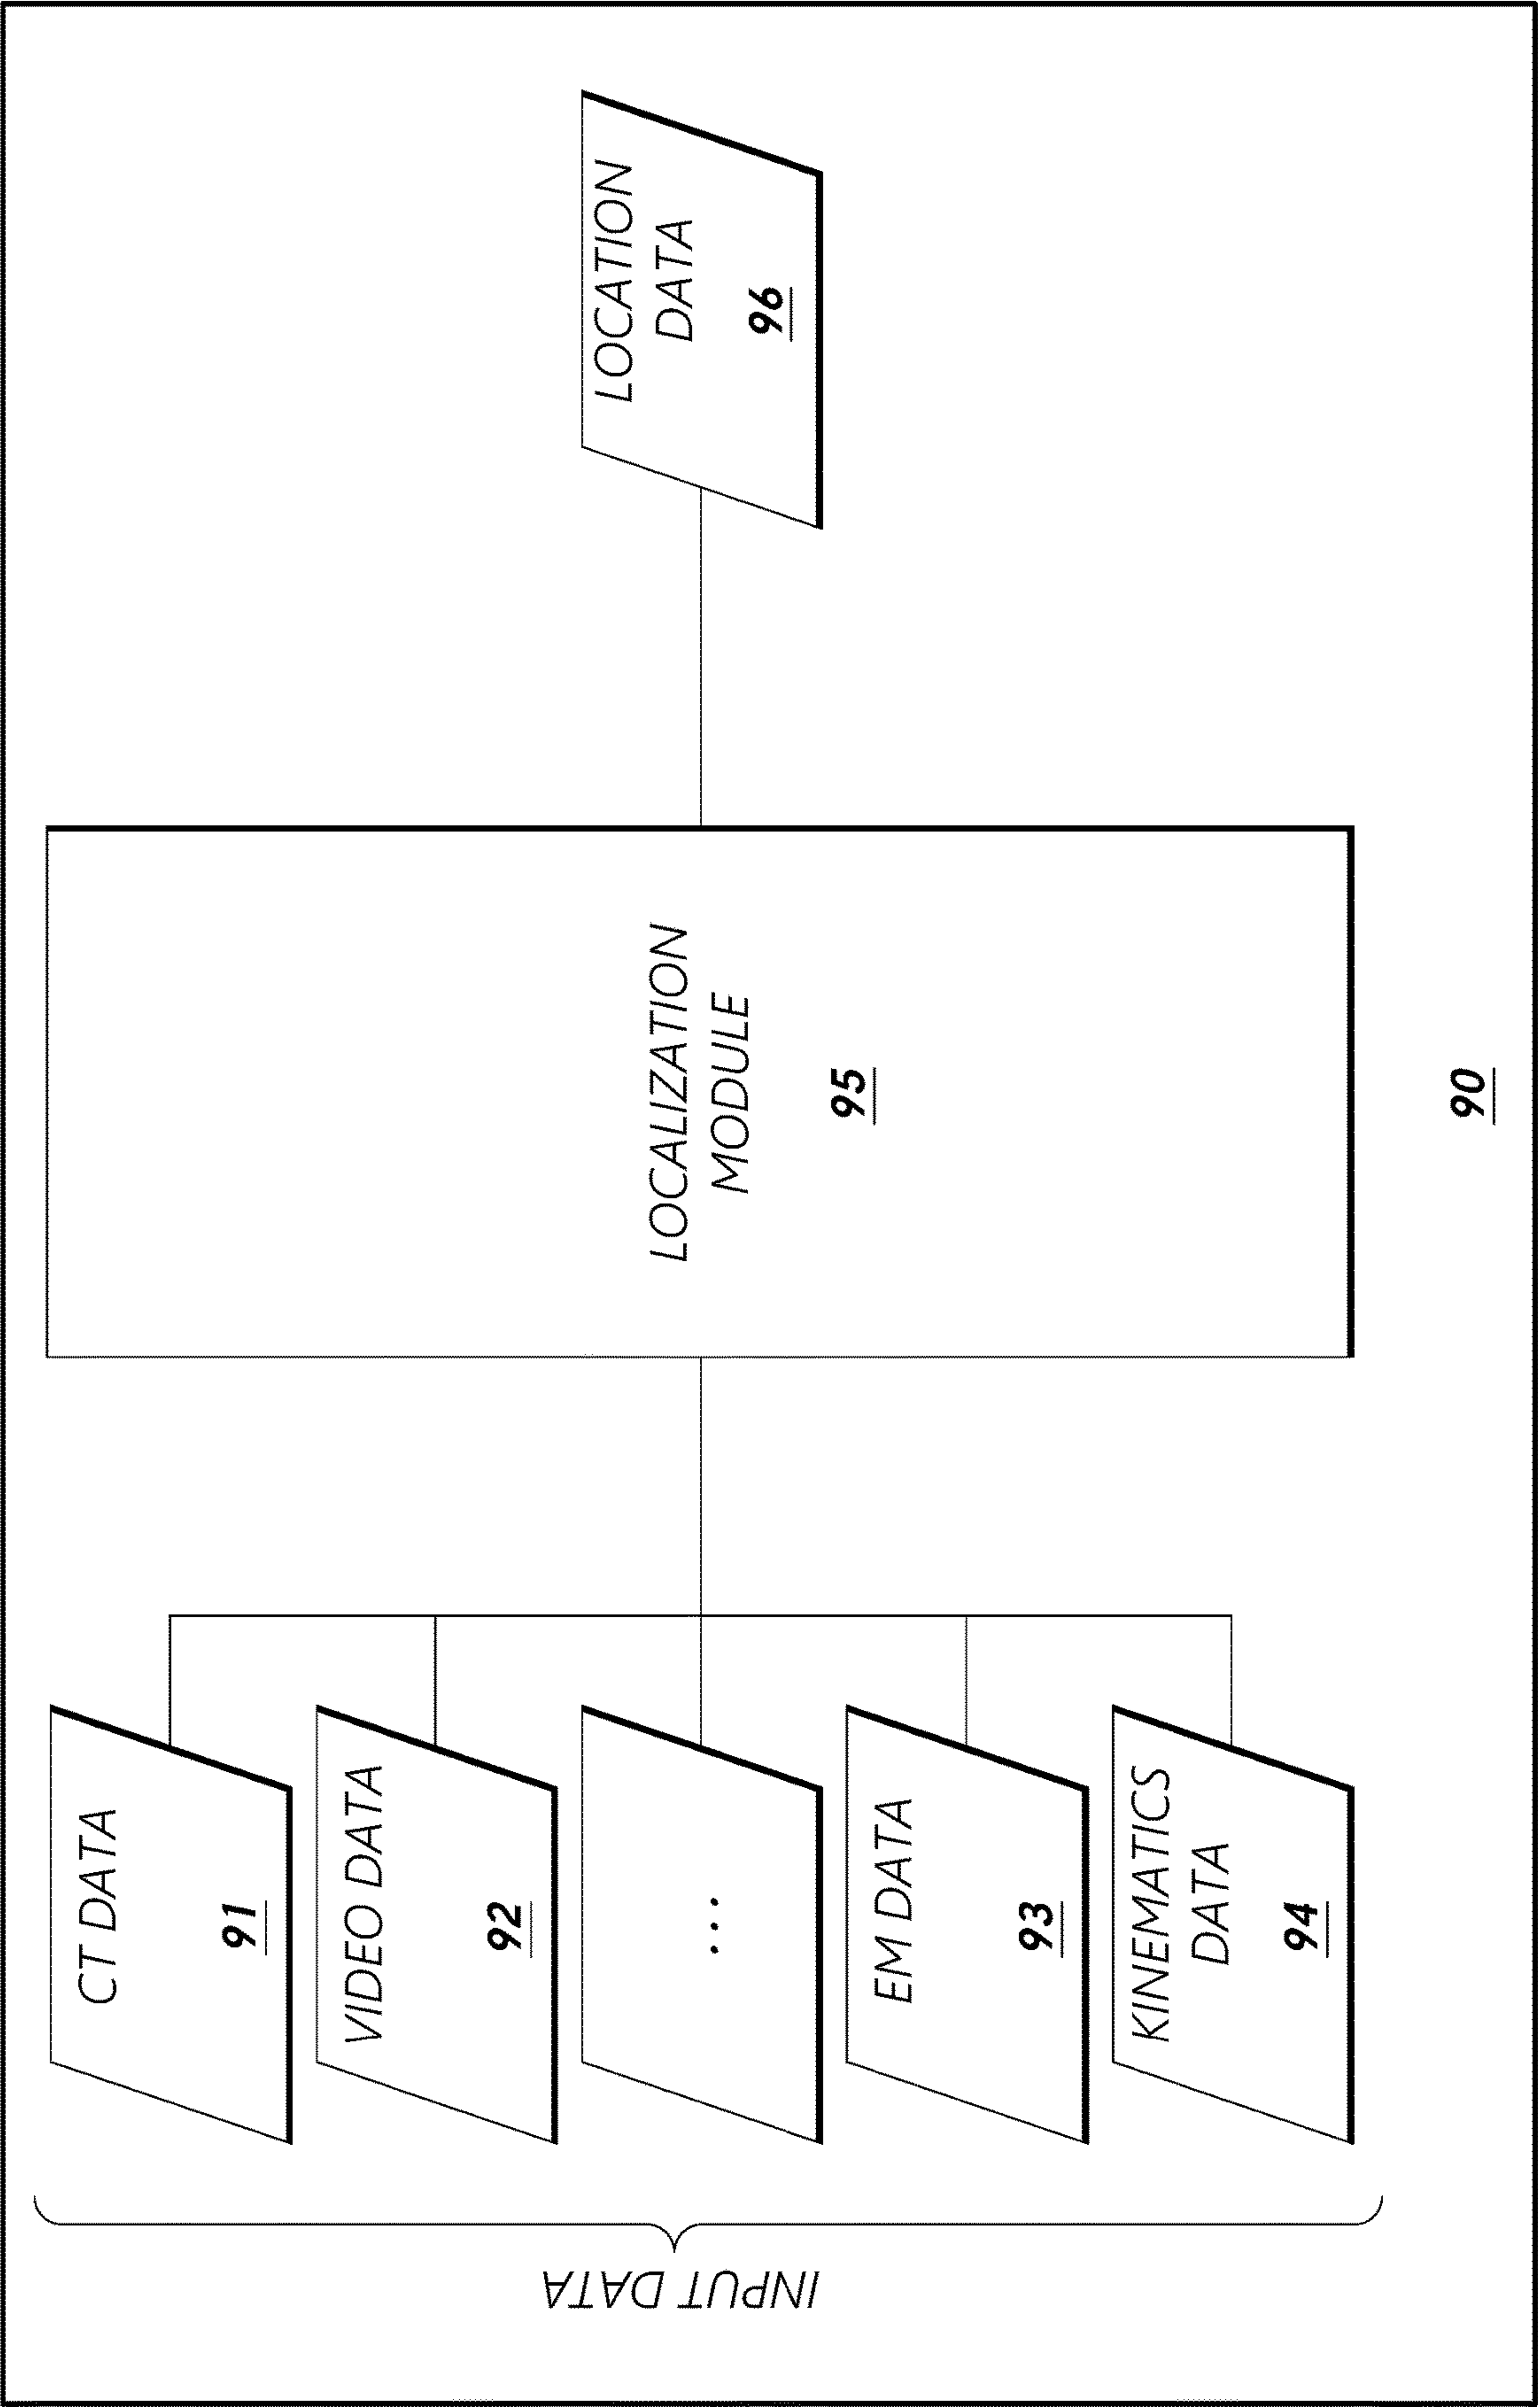 INPUT DATA
CT DATA
91
VIDEO DATA
92
...
EM DATA
93
KINEMATICS
DATA
94
LOCALIZATION
MODULE
95
LOCATION
DATA
96
90